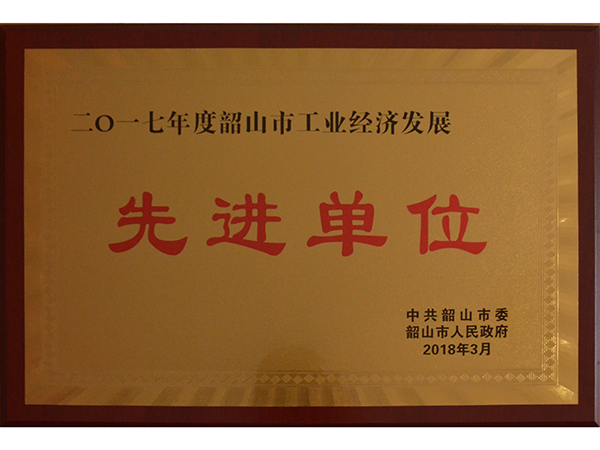 二〇一七年度韶山市工业经济发展
先进单位
中共韶山市委
韶山市人民政府
2018年3月